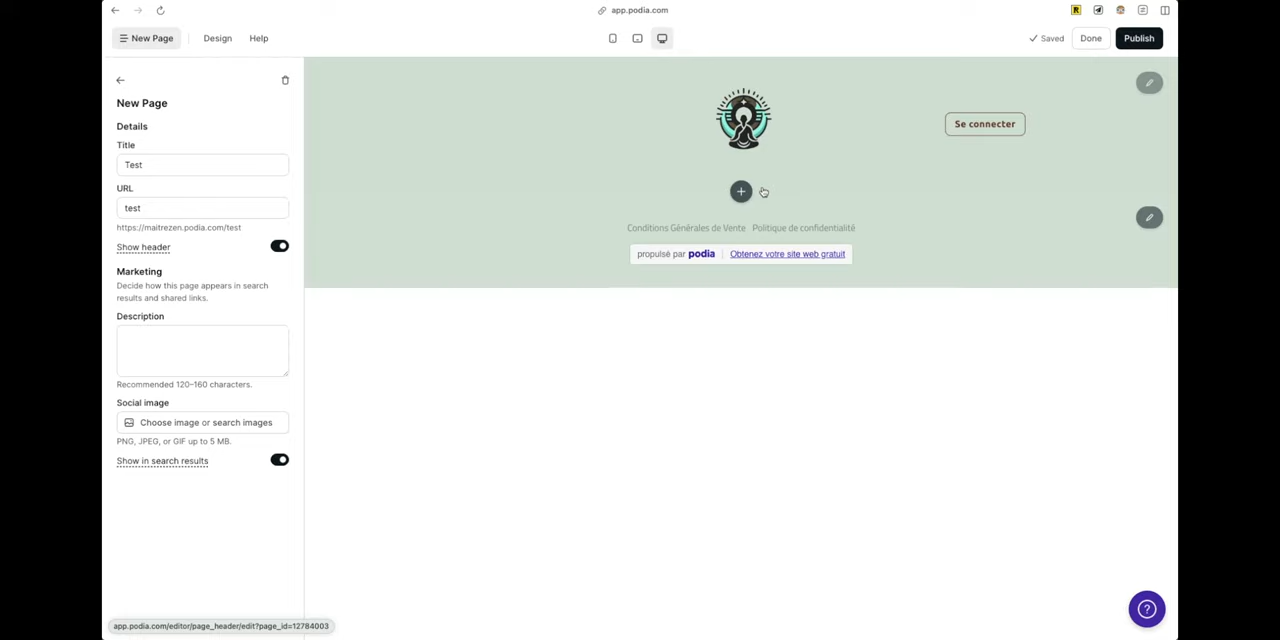 app.podia.com
R
New Page
Design
Help
Saved
Done
Publish
New Page
Details
Title
Test
URL
test
https://maitrezen.podia.com/test
Show header
Marketing
Decide how this page appears in search
results and shared links.
Description
Recommended 120–160 characters.
Social image
Choose image or search images
PNG, JPEG, or GIF up to 5 MB.
Show in search results
Se connecter
Conditions Générales de Vente Politique de confidentialité
propulsé par podia | Obtenez votre site web gratuit
app.podia.com/editor/page_header/edit?page_id=12784003